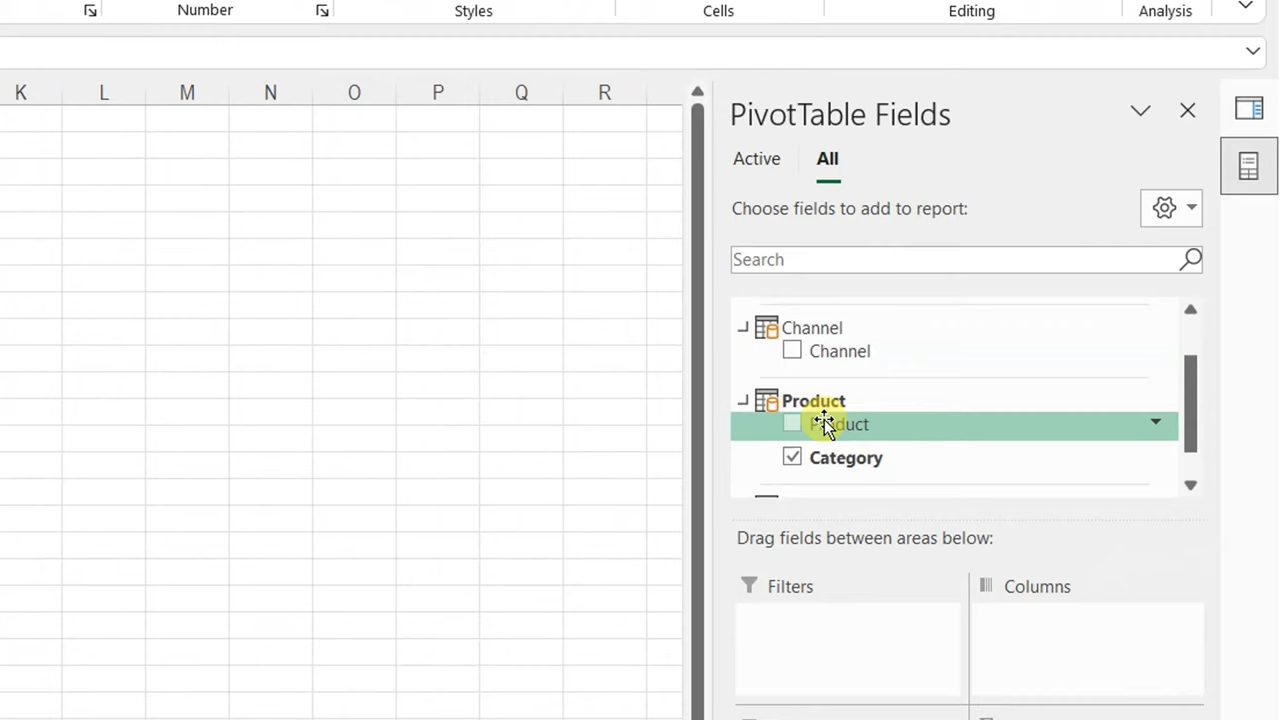 Number Styles Cells Editing Analysis
K L M N O P Q R
PivotTable Fields
Active All
Choose fields to add to report:
Search
Channel
Channel
Product
Product
Category
Drag fields between areas below:
Filters Columns